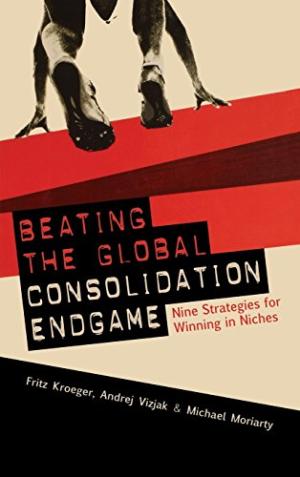 BEATING
THE GLOBAL
CONSOLIDATION
ENDGAME
Nine Strategies for
Winning in Niches
Fritz Kroeger, Andrej Vizjak & Michael Moriarty